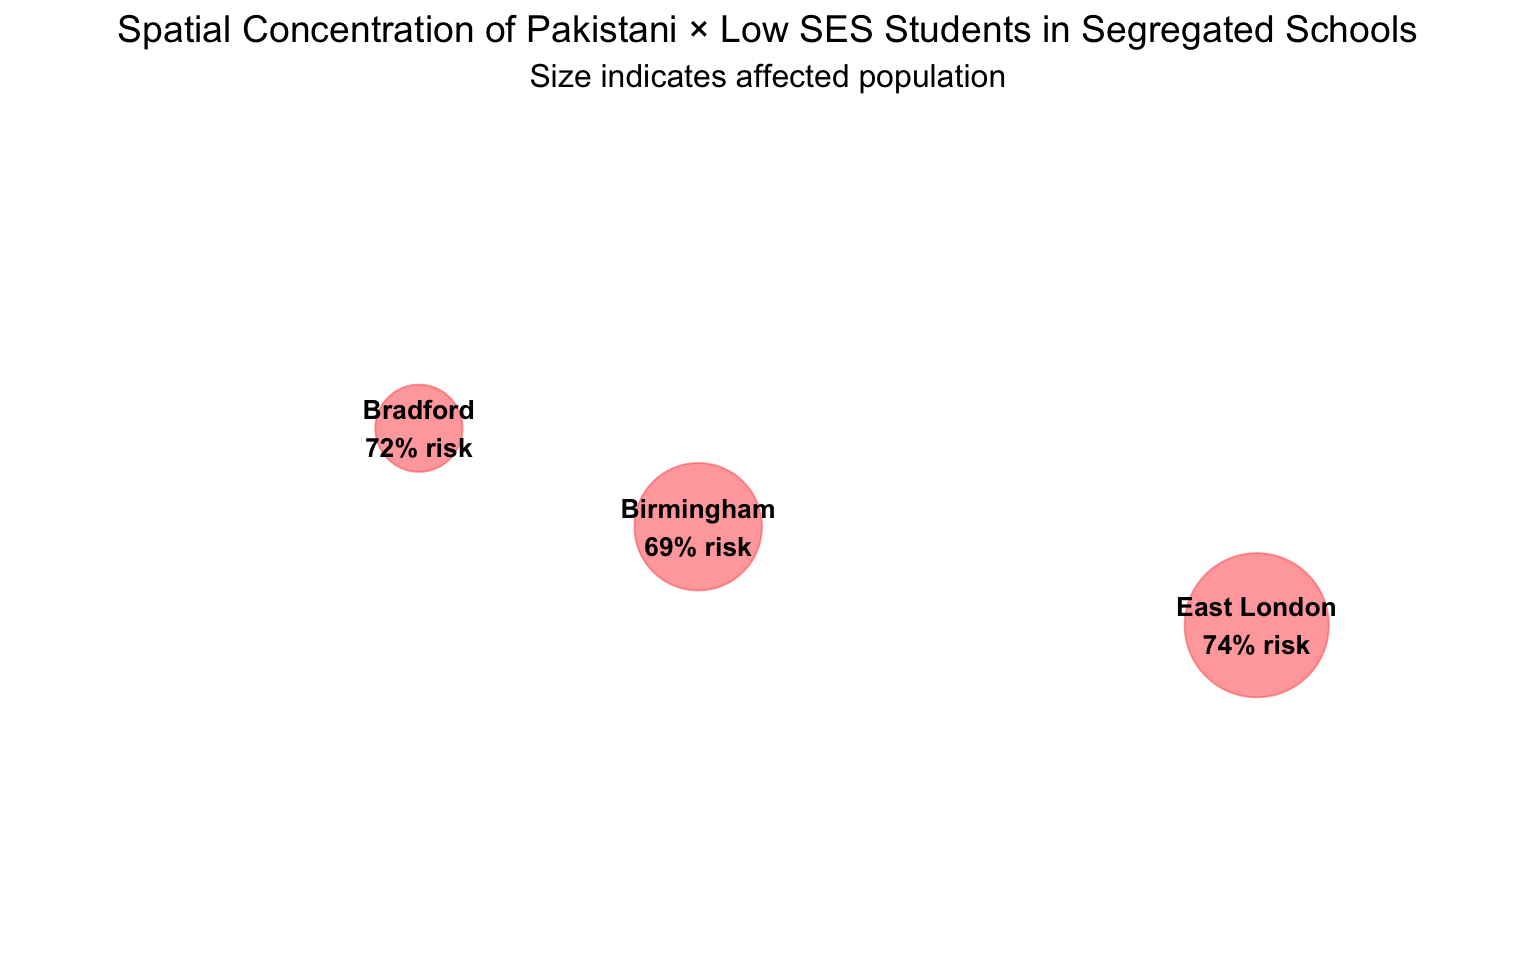 Spatial Concentration of Pakistani × Low SES Students in Segregated Schools
Size indicates affected population
Bradford
72% risk
Birmingham
69% risk
East London
74% risk